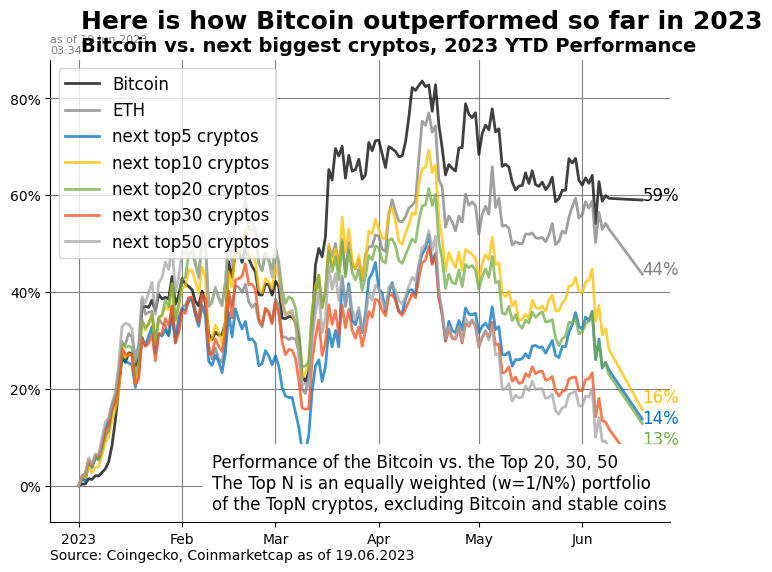 Here is how Bitcoin outperformed so far in 2023
as of 19 Jun 2023
03:34
Bitcoin vs. next biggest cryptos, 2023 YTD Performance
Bitcoin
ETH
next top5 cryptos
next top10 cryptos
next top20 cryptos
next top30 cryptos
next top50 cryptos
80%
60%
40%
20%
0%
59%
44%
16%
14%
13%
Performance of the Bitcoin vs. the Top 20, 30, 50
The Top N is an equally weighted (w=1/N%) portfolio
of the TopN cryptos, excluding Bitcoin and stable coins
2023 Feb Mar Apr May Jun
Source: Coingecko, Coinmarketcap as of 19.06.2023